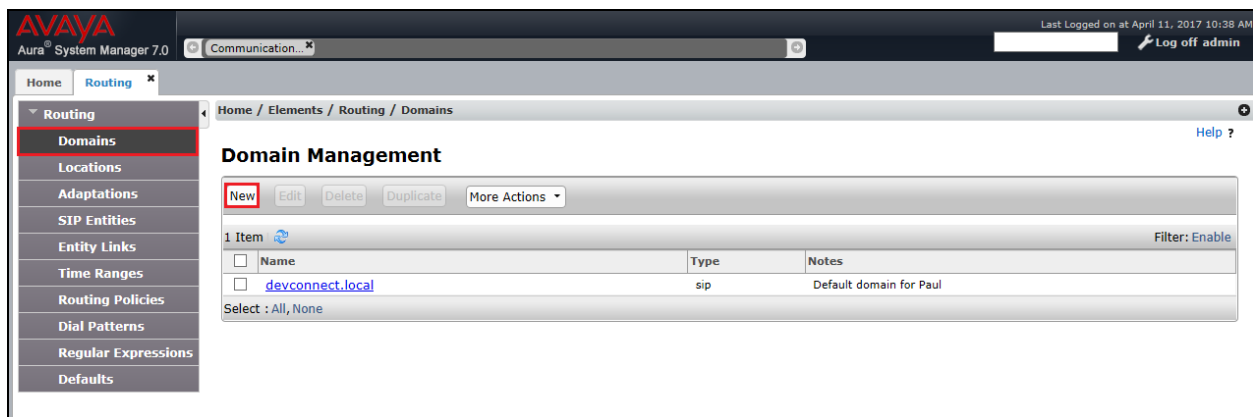 AVAYA
Last Logged on at April 11, 2017 10:38 AM
Aura® System Manager 7.0
Communication...
Log off admin
Home
Routing
Routing
Home / Elements / Routing / Domains
Help ?
Domains
Domain Management
Locations
Adaptations
New Edit Delete Duplicate More Actions
SIP Entities
Entity Links
1 Item
Filter: Enable
Name Type Notes
Time Ranges
devconnect.local sip Default domain for Paul
Routing Policies
Select : All, None
Dial Patterns
Regular Expressions
Defaults